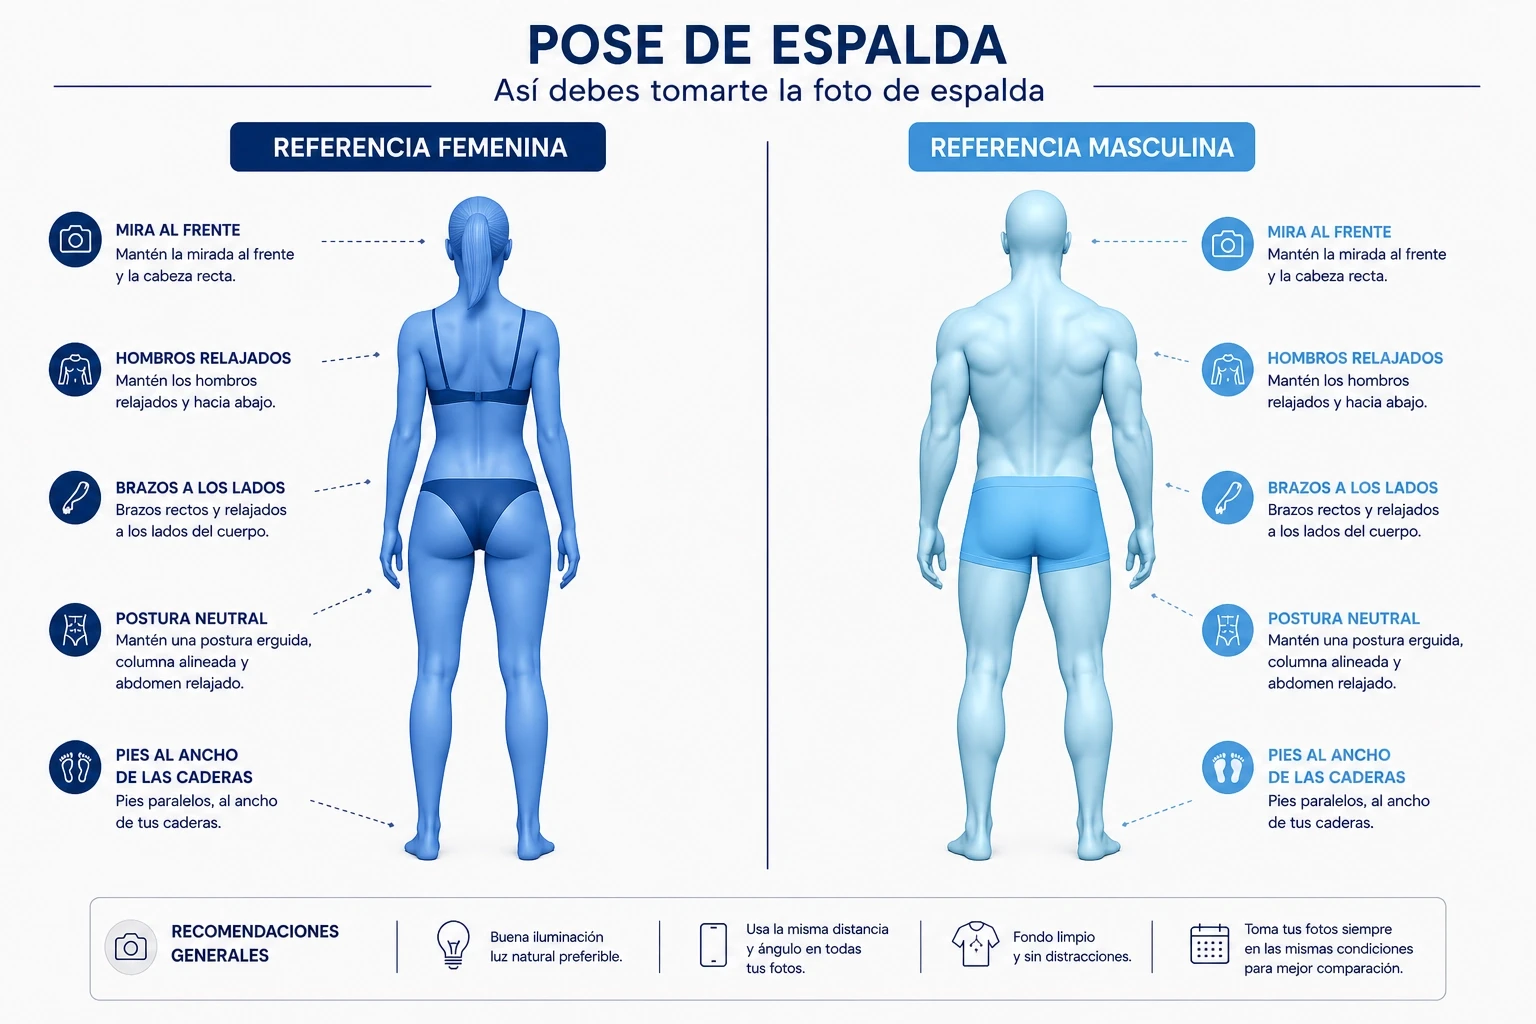 POSE DE ESPALDA
Así debes tomarte la foto de espalda
REFERENCIA FEMENINA
MIRA AL FRENTE
Mantén la mirada al frente
y la cabeza recta.
HOMBROS RELAJADOS
Mantén los hombros
relajados y hacia abajo.
BRAZOS A LOS LADOS
Brazos rectos y relajados
a los lados del cuerpo.
POSTURA NEUTRAL
Mantén una postura erguida,
columna alineada y
abdomen relajado.
PIES AL ANCHO
DE LAS CADERAS
Pies paralelos, al ancho
de tus caderas.
REFERENCIA MASCULINA
MIRA AL FRENTE
Mantén la mirada al frente
y la cabeza recta.
HOMBROS RELAJADOS
Mantén los hombros
relajados y hacia abajo.
BRAZOS A LOS LADOS
Brazos rectos y relajados
a los lados del cuerpo.
POSTURA NEUTRAL
Mantén una postura erguida,
columna alineada y
abdomen relajado.
PIES AL ANCHO
DE LAS CADERAS
Pies paralelos, al ancho
de tus caderas.
RECOMENDACIONES
GENERALES
Buena iluminación
luz natural preferible.
Usa la misma distancia
y ángulo en todas
tus fotos.
Fondo limpio
y sin distracciones.
Toma tus fotos siempre
en las mismas condiciones
para mejor comparación.